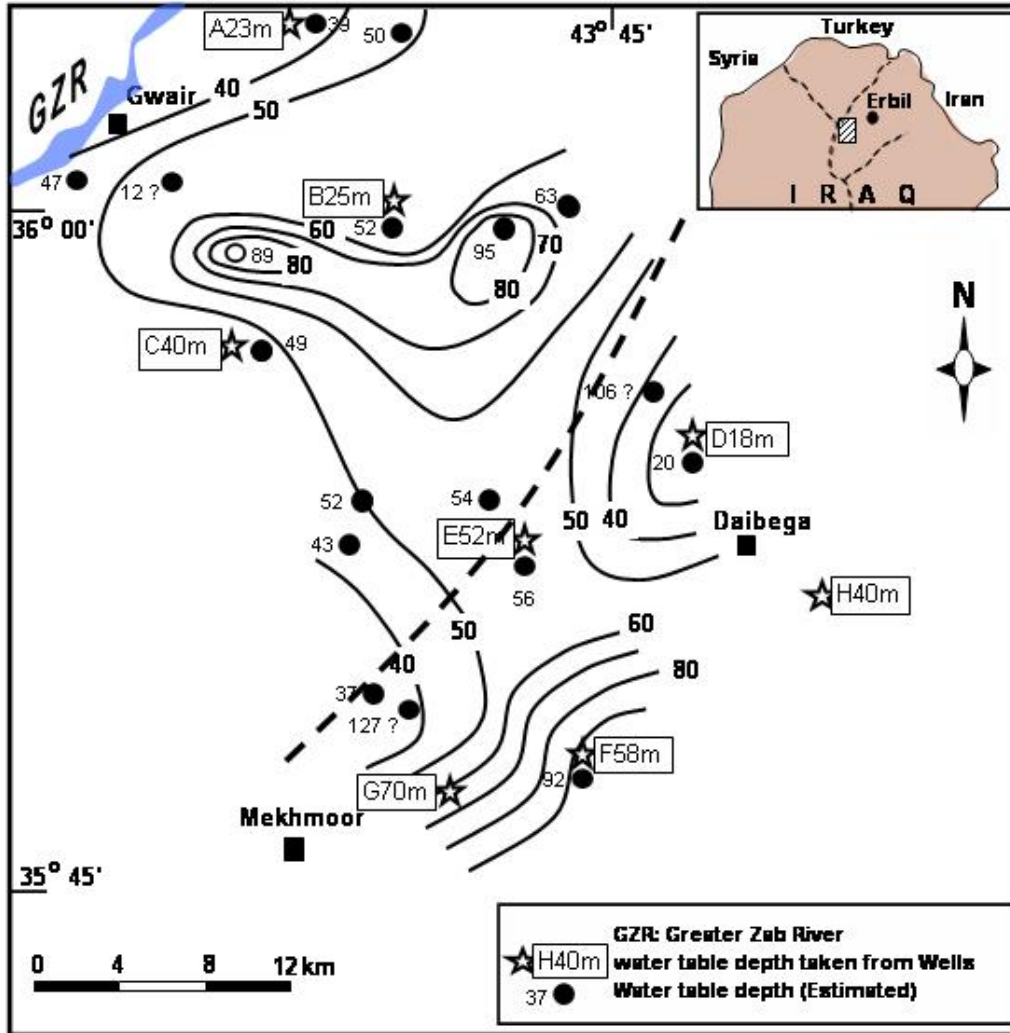 A23m
39
50
43° 45'
Turkey
Syria
Erbil
Iran
I R A Q
GZR
Gwair
40
50
47
12 ?
B25m
36° 00'
60
52
63
95
70
89
80
80
N
C40m
49
106 ?
D18m
20
52
54
50
40
Daibega
E52m
43
56
H40m
50
60
40
80
37
127 ?
F58m
92
G70m
Mekhmoor
35° 45'
0 4 8 12 km
GZR: Greater Zab River
H40m water table depth taken from Wells
37 Water table depth (Estimated)